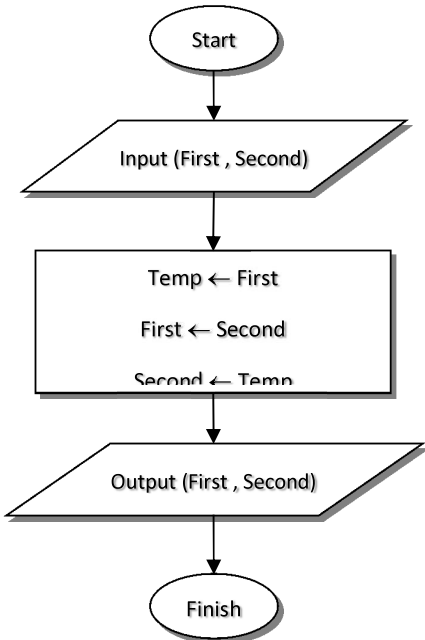 Start
Input (First , Second)
Temp ← First
First ← Second
Second ← Temp
Output (First , Second)
Finish